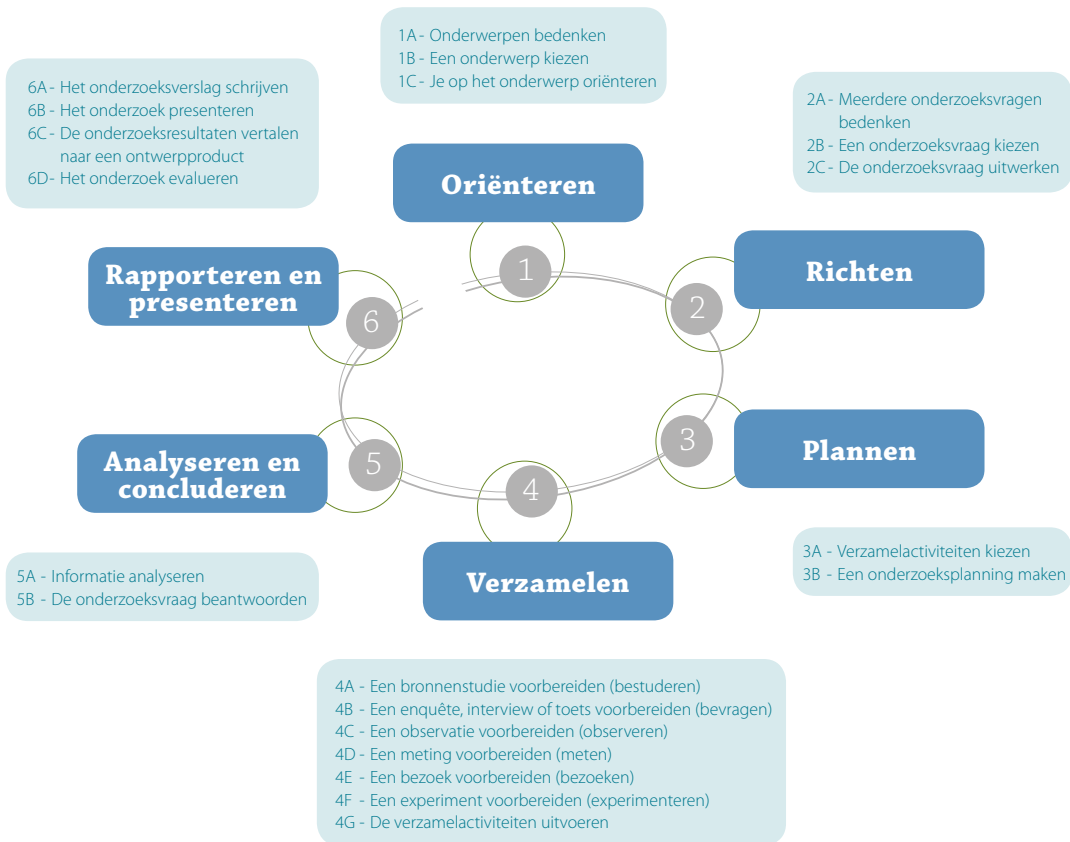 1A - Onderwerpen bedenken
1B - Een onderwerp kiezen
1C - Je op het onderwerp oriënteren
Oriënteren
1
2A - Meerdere onderzoeksvragen
bedenken
2B - Een onderzoeksvraag kiezen
2C - De onderzoeksvraag uitwerken
Richten
2
Plannen
3
3A - Verzamelactiviteiten kiezen
3B - Een onderzoeksplanning maken
4
Verzamelen
4A - Een bronnenstudie voorbereiden (bestuderen)
4B - Een enquête, interview of toets voorbereiden (bevragen)
4C - Een observatie voorbereiden (observeren)
4D - Een meting voorbereiden (meten)
4E - Een bezoek voorbereiden (bezoeken)
4F - Een experiment voorbereiden (experimenteren)
4G - De verzamelactiviteiten uitvoeren
Analyseren en
concluderen
5
5A - Informatie analyseren
5B - De onderzoeksvraag beantwoorden
6A - Het onderzoeksverslag schrijven
6B - Het onderzoek presenteren
6C - De onderzoeksresultaten vertalen
naar een ontwerpproduct
6D - Het onderzoek evalueren
Rapporteren en
presenteren
6